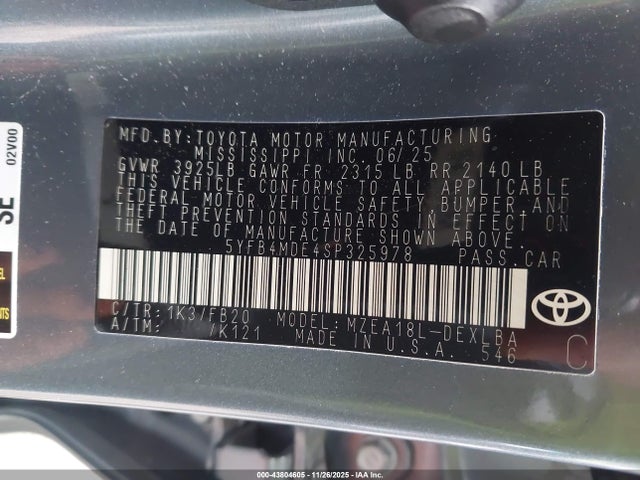 MFD.BY:TOYOTA MOTOR MANUFACTURING
MISSISSIPPI INC.06/25
GVWR 3925LB GAWR FR 2315 LB RR 2140 LB
THIS VEHICLE CONFORMS TO ALL APPLICABLE
FEDERAL MOTOR VEHICLE SAFETY BUMPER AND
THEFT PREVENTION STANDARDS IN EFFECT ON
THE DATE OF MANUFACTURE SHOWN ABOVE.
5YFB4MDE4SP325978 PASS.CAR
C/TR:1K3/FB20 MODEL:MZEA18L-DEXLBA
A/TM: /K121 MADE IN U.S.A. 546
C
02V00
SE
000-43804605 - 11/26/2025 - IAA Inc.